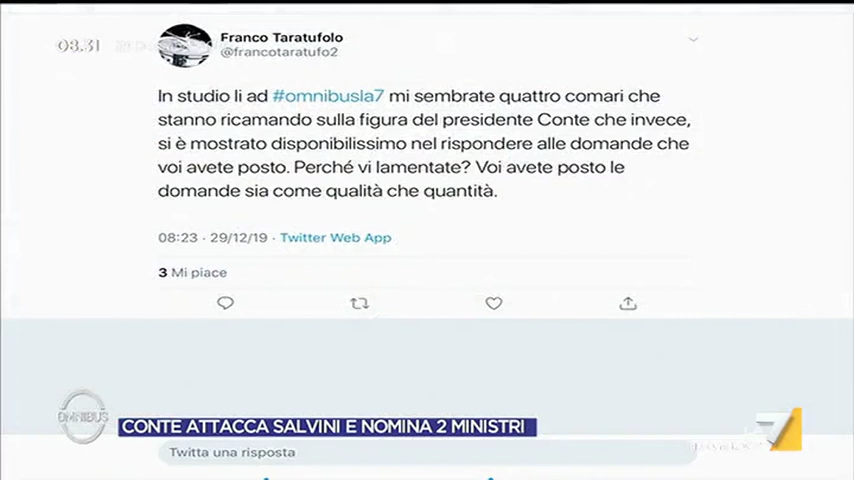 08.31
Franco Taratufolo
@francotaratufo2
In studio li ad #omnibusla7 mi sembrate quattro comari che
stanno ricamando sulla figura del presidente Conte che invece,
si è mostrato disponibilissimo nel rispondere alle domande che
voi avete posto. Perché vi lamentate? Voi avete posto le
domande sia come qualità che quantità.
08:23 · 29/12/19 · Twitter Web App
3 Mi piace
OMNIBUS
CONTE ATTACCA SALVINI E NOMINA 2 MINISTRI
7
Twitta una risposta